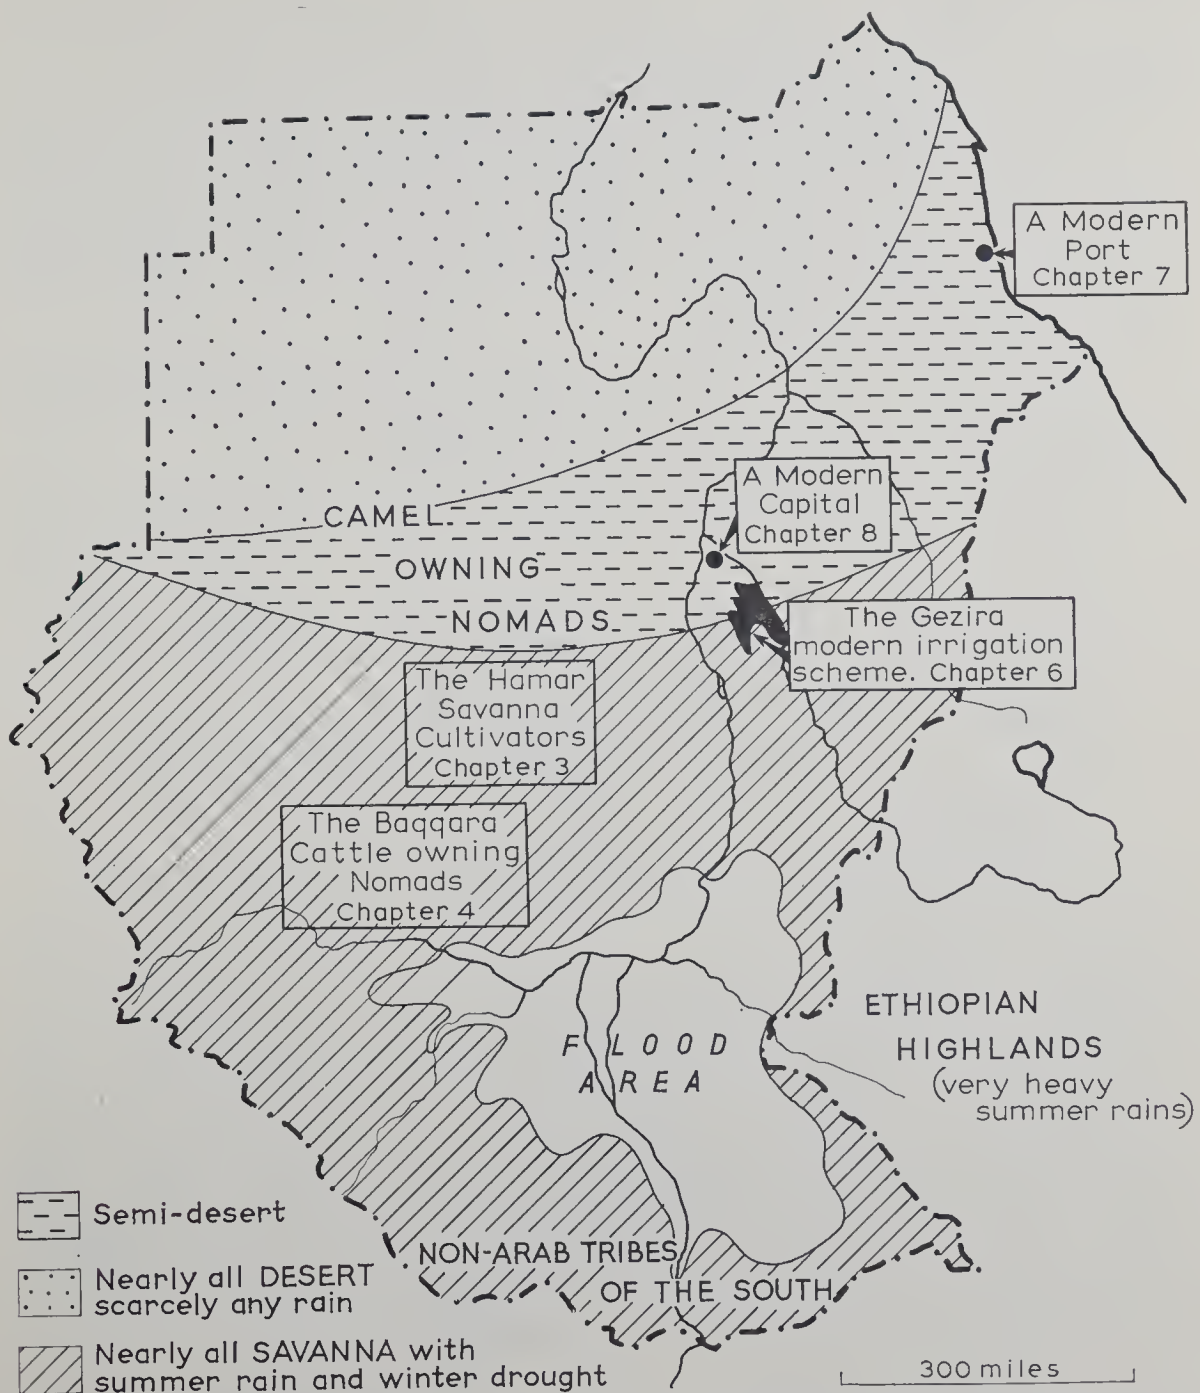 A Modern
Port
Chapter 7
A Modern
Capital
Chapter 8
CAMEL
OWNING
NOMADS
The Gezira
modern irrigation
scheme. Chapter 6
The Hamar
Savanna
Cultivators
Chapter 3
The Baqqara
Cattle owning
Nomads
Chapter 4
ETHIOPIAN
HIGHLANDS
(very heavy
summer rains)
FLOOD
AREA
NON-ARAB TRIBES
OF THE SOUTH
Semi-desert
Nearly all DESERT
scarcely any rain
Nearly all SAVANNA with
summer rain and winter drought
300 miles